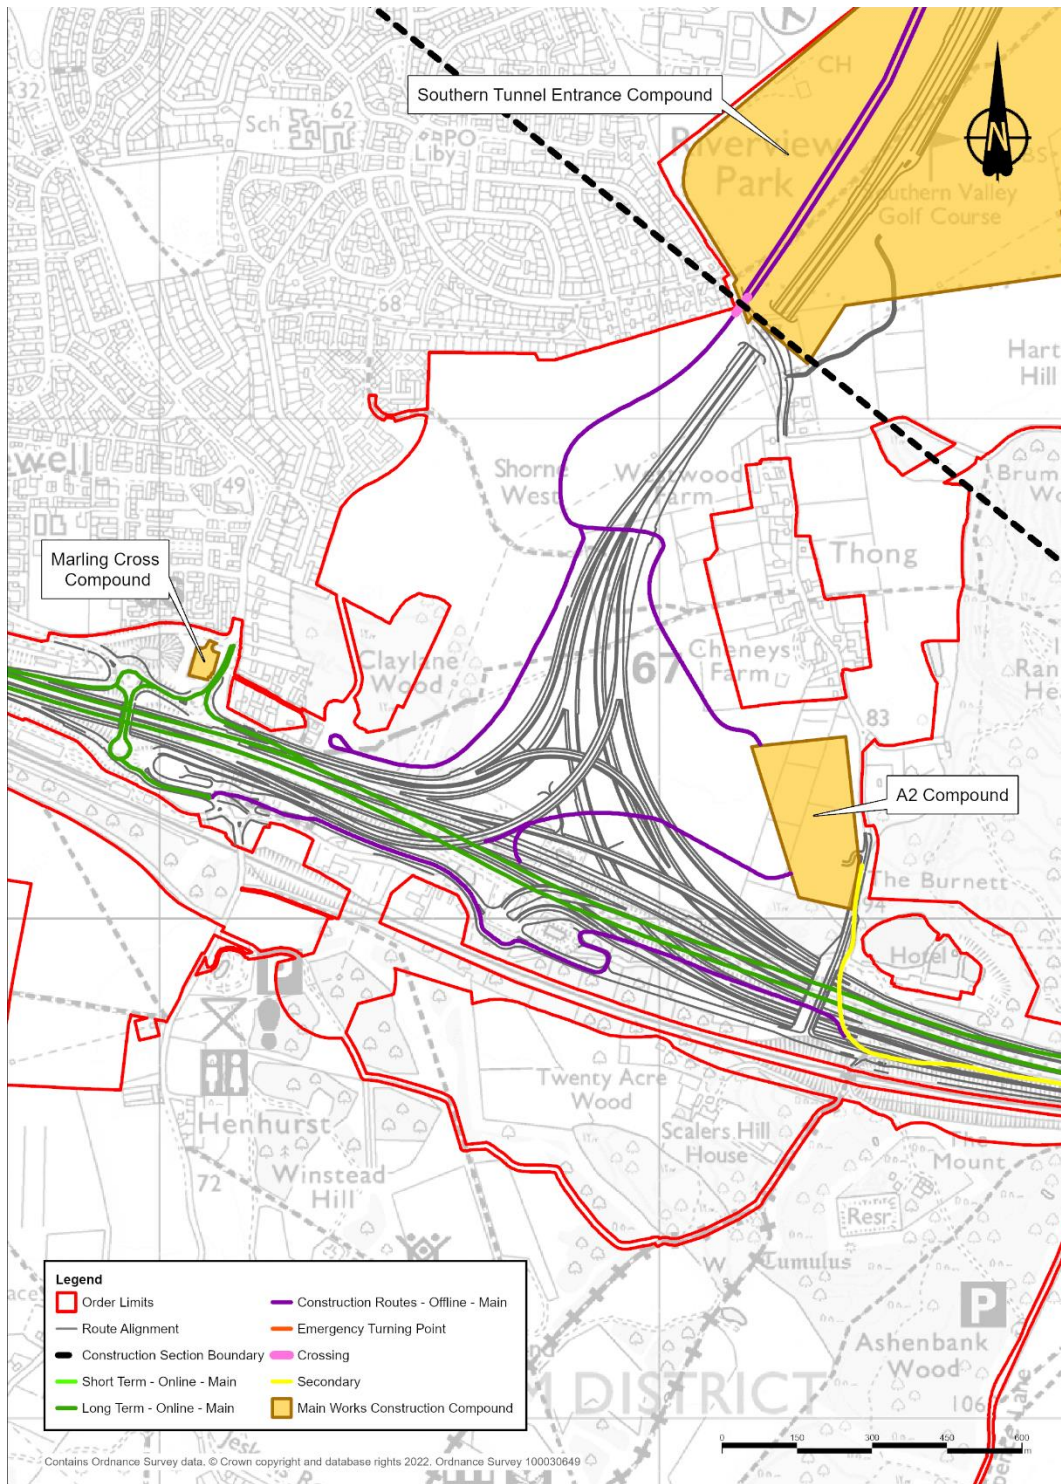 32
Sch
62
PO
Liby
68
49
CH
Southern Tunnel Entrance Compound
Riverview
Park
N
Southern Valley
Golf Course
Hart
Hill
Shorne
West
Westwood
Farm
Thong
Marling Cross
Compound
Claylane
Wood
67
Cheneys
Farm
83
A2 Compound
The Burnett
94
Hotel
P
Henhurst
Twenty Acre
Wood
Scalers Hill
House
The
Mount
Winstead
Hill
72
Resr
Tumulus
W
P
Ashenbank
Wood
106
DISTRICT
Lane
Legend
Order Limits
Route Alignment
Construction Section Boundary
Short Term - Online - Main
Long Term - Online - Main
Construction Routes - Offline - Main
Emergency Turning Point
Crossing
Secondary
Main Works Construction Compound
0 150 300 450 600
m
Contains Ordnance Survey data. © Crown copyright and database rights 2022. Ordnance Survey 100030649